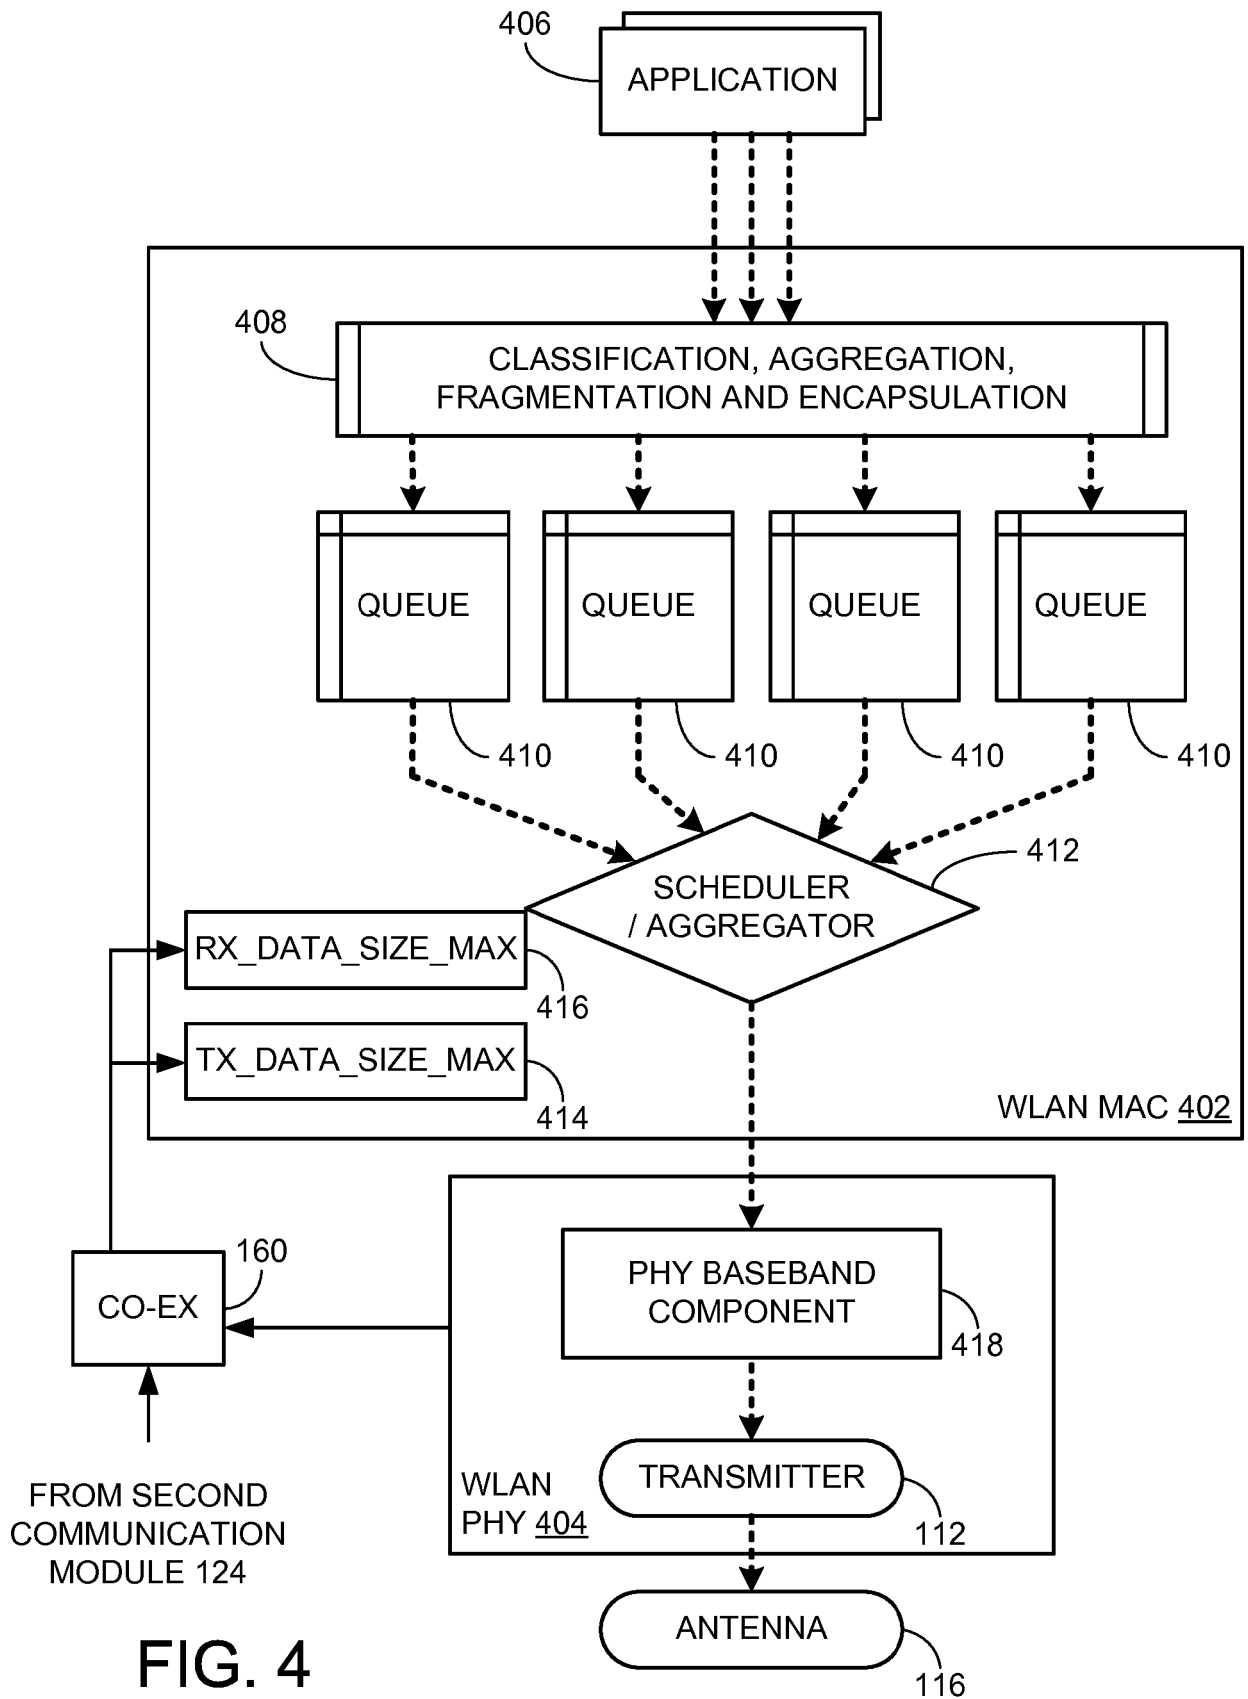 406
APPLICATION
408
CLASSIFICATION, AGGREGATION,
FRAGMENTATION AND ENCAPSULATION
QUEUE
QUEUE
QUEUE
QUEUE
410
410
410
410
412
SCHEDULER
/ AGGREGATOR
RX_DATA_SIZE_MAX
416
TX_DATA_SIZE_MAX
414
WLAN MAC 402
160
CO-EX
PHY BASEBAND
COMPONENT
418
TRANSMITTER
WLAN
PHY 404
112
FROM SECOND
COMMUNICATION
MODULE 124
ANTENNA
116
FIG. 4